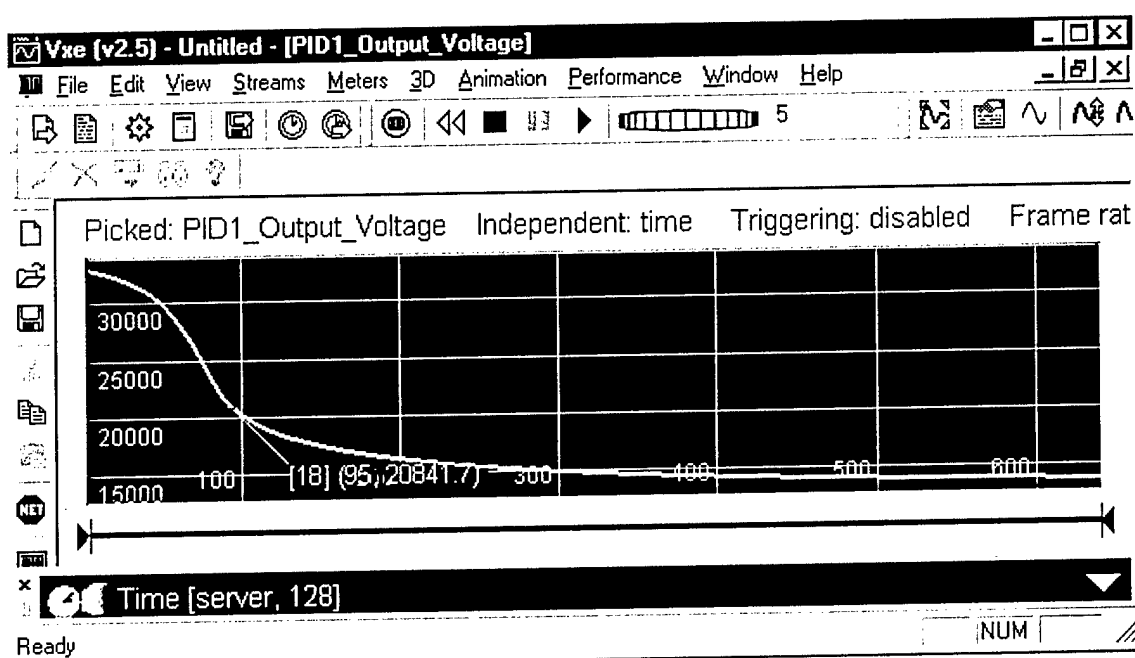 Vxe (v2.5) - Untitled - [PID1_Output_Voltage]
File Edit View Streams Meters 3D Animation Performance Window Help
5
Picked: PID1_Output_Voltage Independent: time Triggering: disabled Frame rat
30000
25000
20000
15000 100 [18] (95, 20841.7) 300 400 500 600
NET
Time [server, 128]
Ready NUM